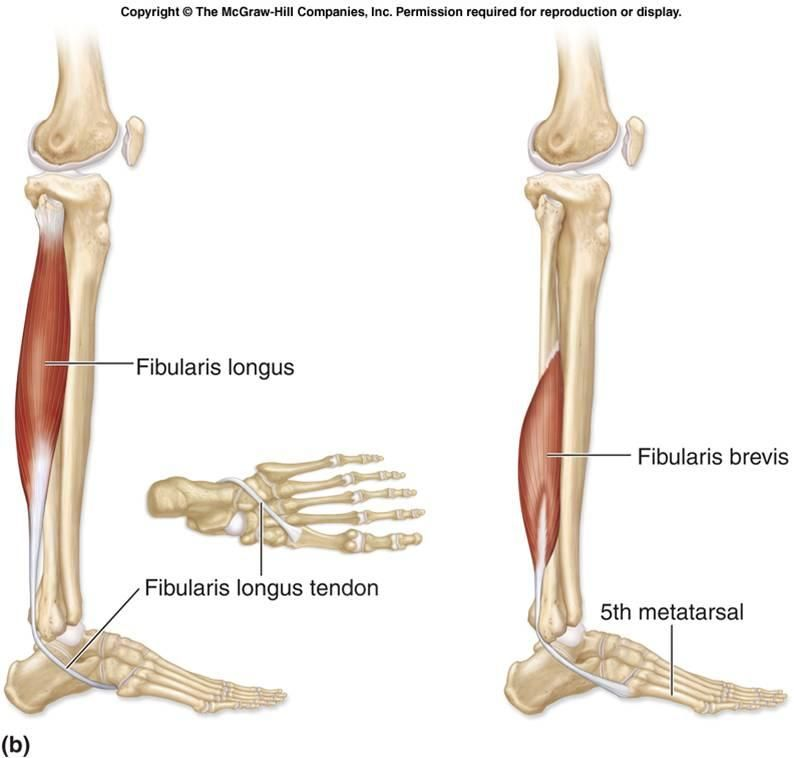 Copyright © The McGraw-Hill Companies, Inc. Permission required for reproduction or display.
Fibularis longus
Fibularis brevis
Fibularis longus tendon
5th metatarsal
(b)